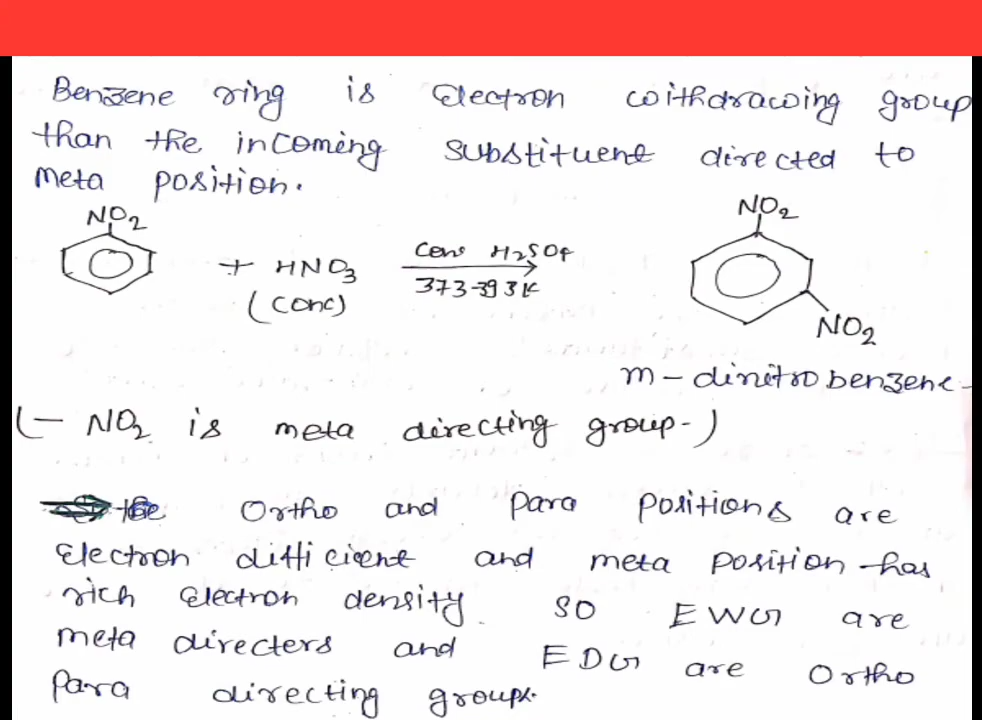 Benzene ring is Electron withdrawing group
than the incoming substituent directed to
meta position.
NO2
NO2
+ HNO3
(conc)
Conc H2SO4
373-393K
NO2
m-dinitrobenzene-
(- NO2 is meta directing group-)
the Ortho and para positions are
Electron difficient and meta position has
rich Electron density. SO EWG are
meta directers and EDG are Ortho
para directing groups.